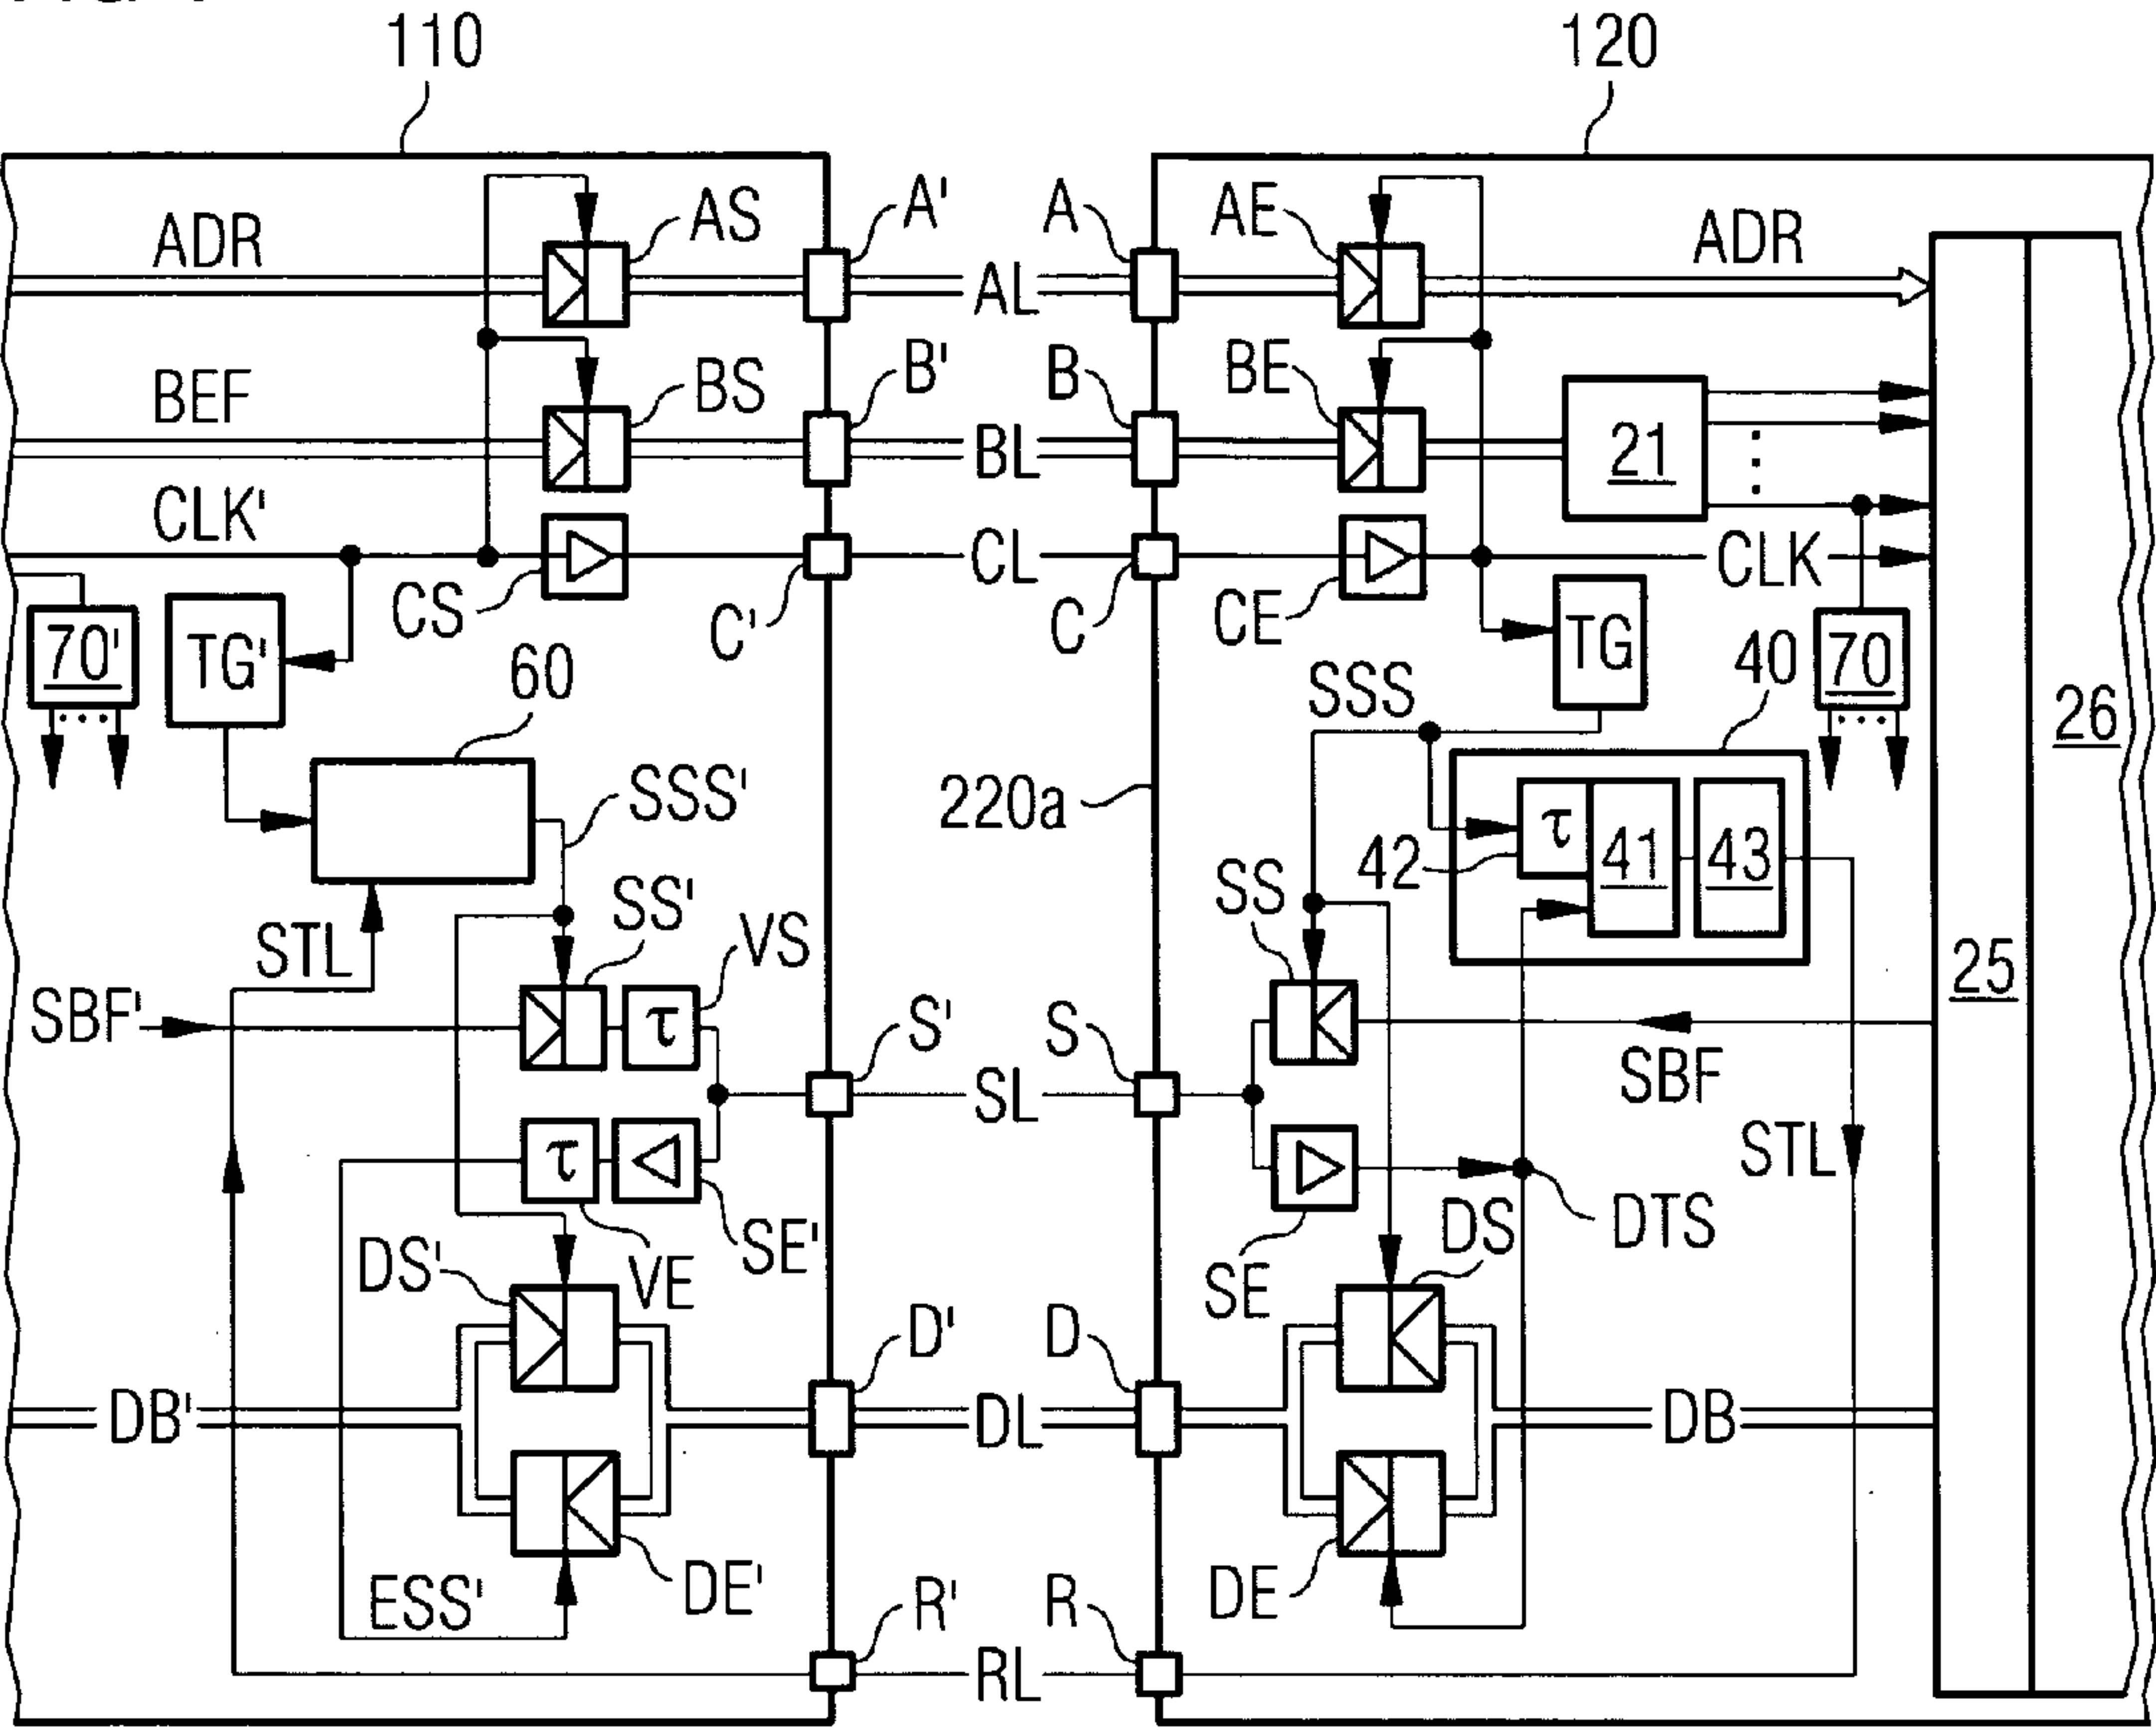 110 120
ADR AS A' A AE ADR
AL
BEF BS B' B BE
BL 21
CLK' CL CLK
CS C' C CE
70' TG' 60 TG 40 70
SSS 26
SSS' 220a τ
42 41 43
SS' VS SS
STL 25
SBF' τ S' S
SL SBF
τ STL
SE' DS DTS
DS' VE SE
D' D
DB' DL DB
ESS' DE' DE
R' R
RL